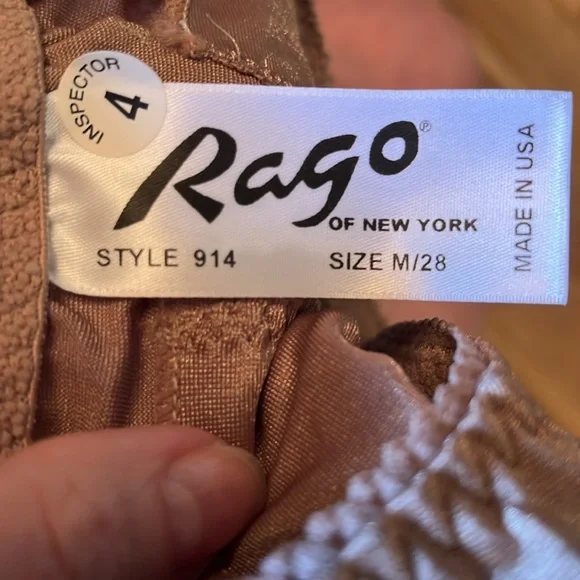 INSPECTOR
4
Rago®
OF NEW YORK
STYLE 914 SIZE M/28
MADE IN USA